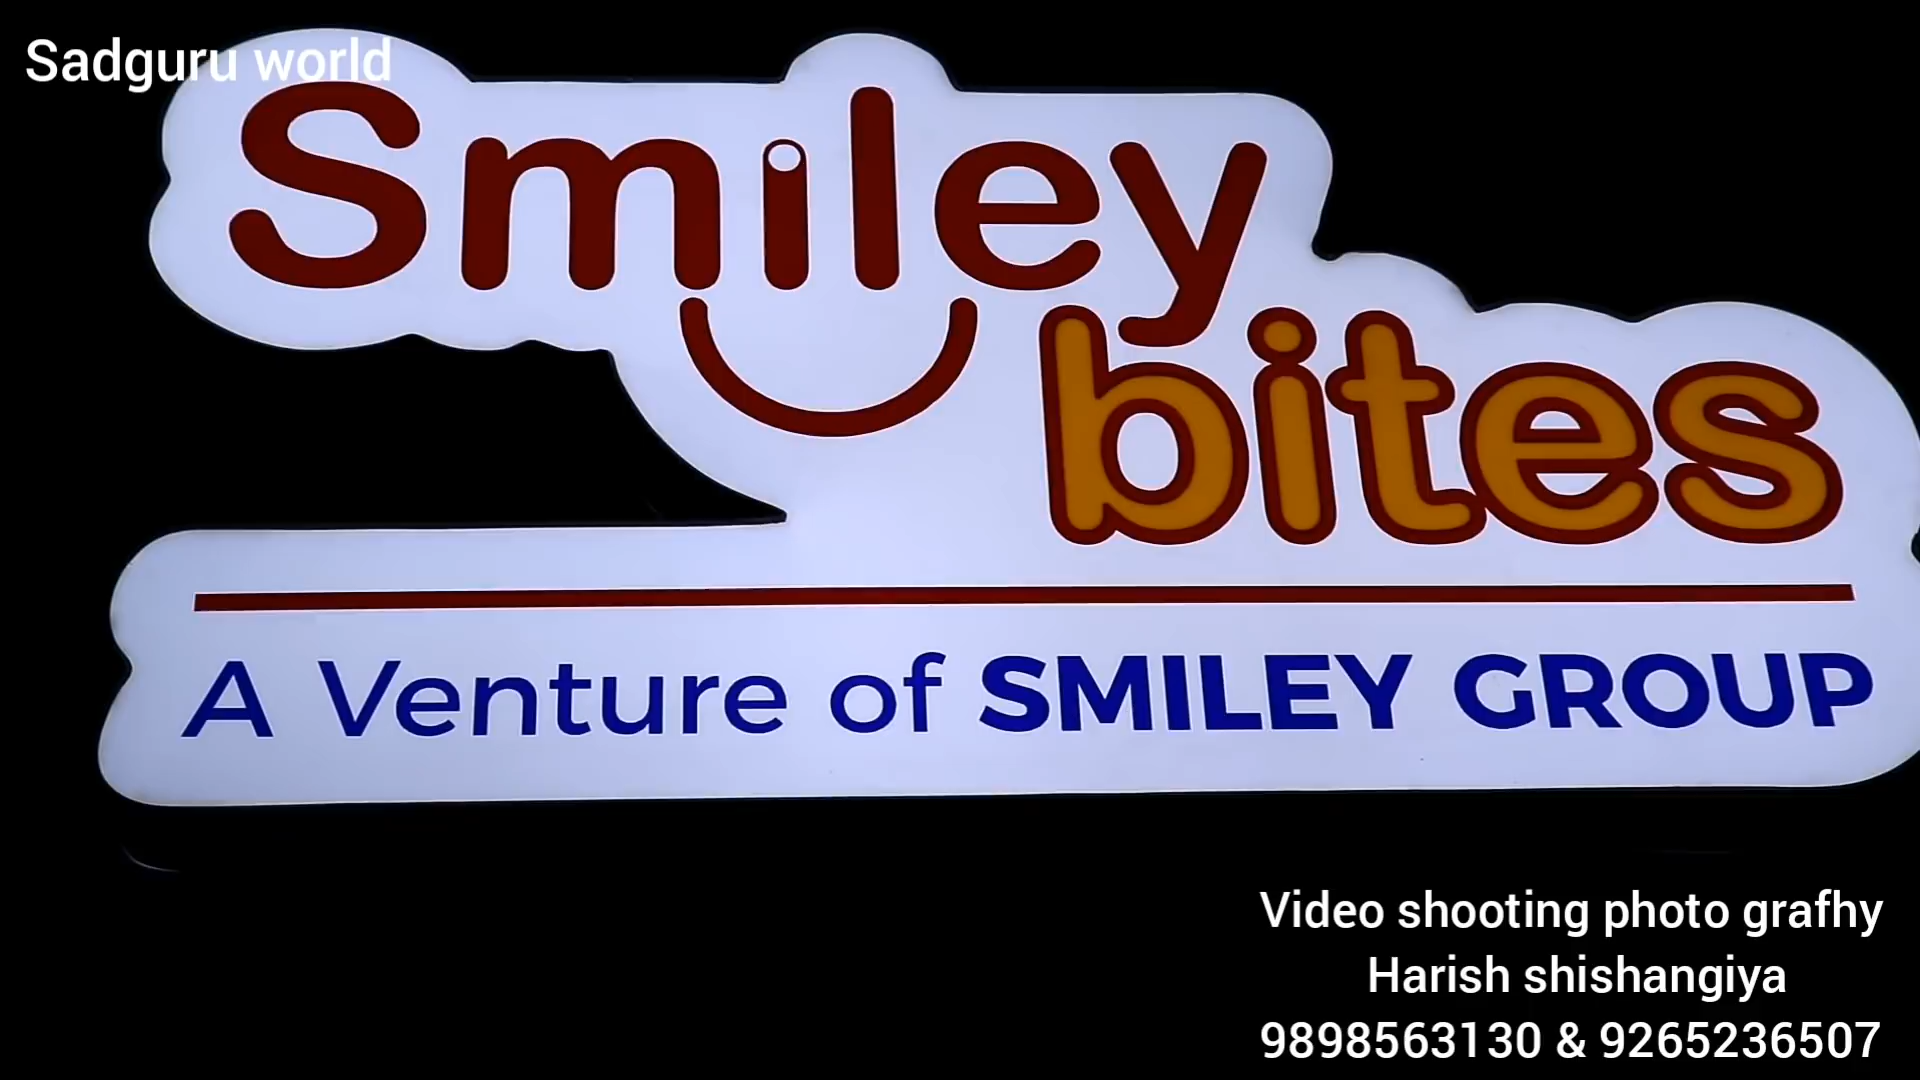 Sadguru world
Smiley
bites
A Venture of SMILEY GROUP
Video shooting photo grafhy
Harish shishangiya
9898563130 & 9265236507